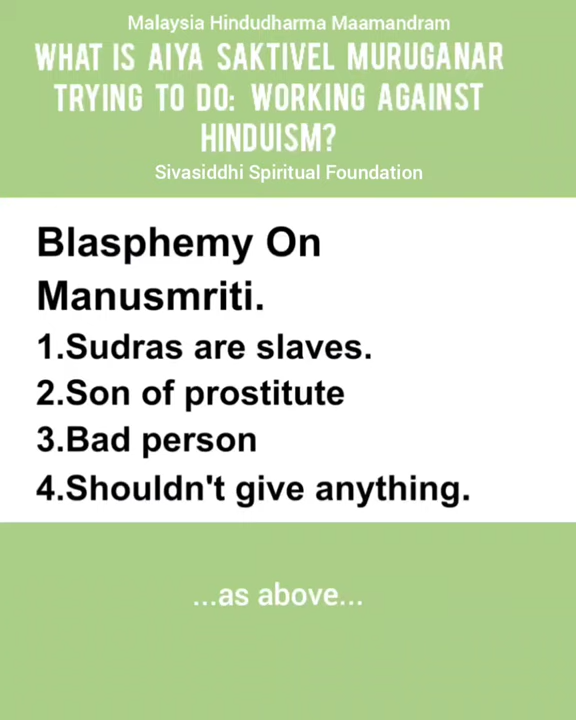 Malaysia Hindudharma Maamandram
WHAT IS AIYA SAKTIVEL MURUGANAR
TRYING TO DO: WORKING AGAINST
HINDUISM?
Sivasiddhi Spiritual Foundation
Blasphemy On
Manusmriti.
1.Sudras are slaves.
2.Son of prostitute
3.Bad person
4.Shouldn't give anything.
...as above...